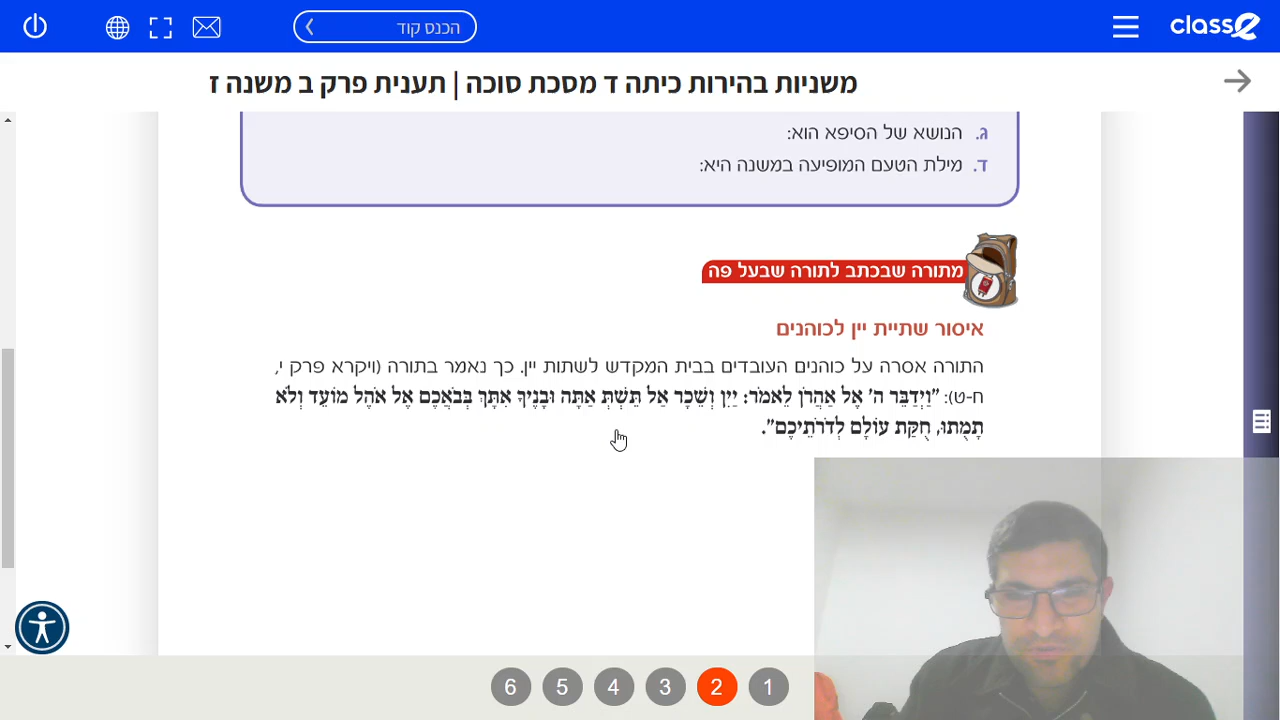 הכנס קוד
classe
משניות בהירות כיתה ד מסכת סוכה | תענית פרק ב משנה ז
ג. הנושא של הסיפא הוא:
ד. מילת הטעם המופיעה במשנה היא:
מתורה שבכתב לתורה שבעל פה
איסור שתיית יין לכוהנים
התורה אסרה על כוהנים העובדים בבית המקדש לשתות יין. כך נאמר בתורה (ויקרא פרק י,
ח-ט): "וַיְדַבֵּר ה' אֶל אַהֲרֹן לֵאמֹר: יַיִן וְשֵׁכָר אַל תֵּשְׁתְּ אַתָּה וּבָנֶיךָ אִתָּךְ בְּבֹאֲכֶם אֶל אֹהֶל מוֹעֵד וְלֹא
תָמֻתוּ, חֻקַּת עוֹלָם לְדֹרֹתֵיכֶם".
1 2 3 4 5 6